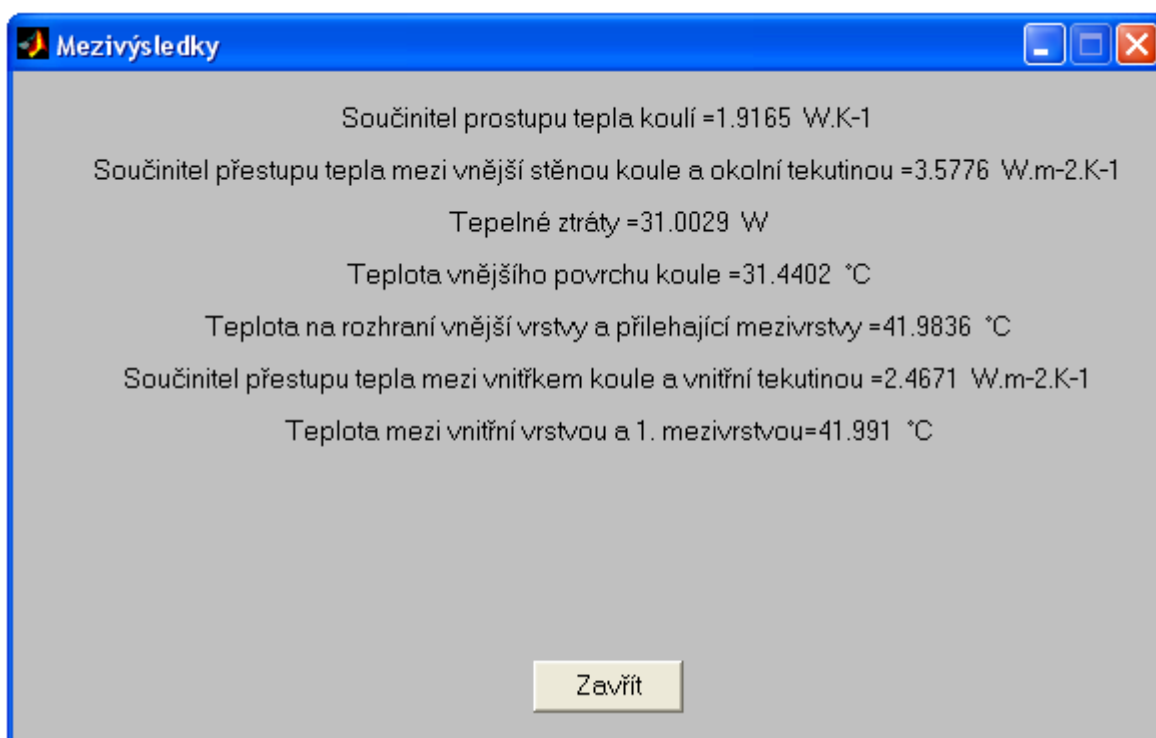 Mezivýsledky
Součinitel prostupu tepla koulí =1.9165 W.K-1
Součinitel přestupu tepla mezi vnější stěnou koule a okolní tekutinou =3.5776 W.m-2.K-1
Tepelné ztráty =31.0029 W
Teplota vnějšího povrchu koule =31.4402 °C
Teplota na rozhraní vnější vrstvy a přilehající mezivrstvy =41.9836 °C
Součinitel přestupu tepla mezi vnitřkem koule a vnitřní tekutinou =2.4671 W.m-2.K-1
Teplota mezi vnitřní vrstvou a 1. mezivrstvou=41.991 °C
Zavřít